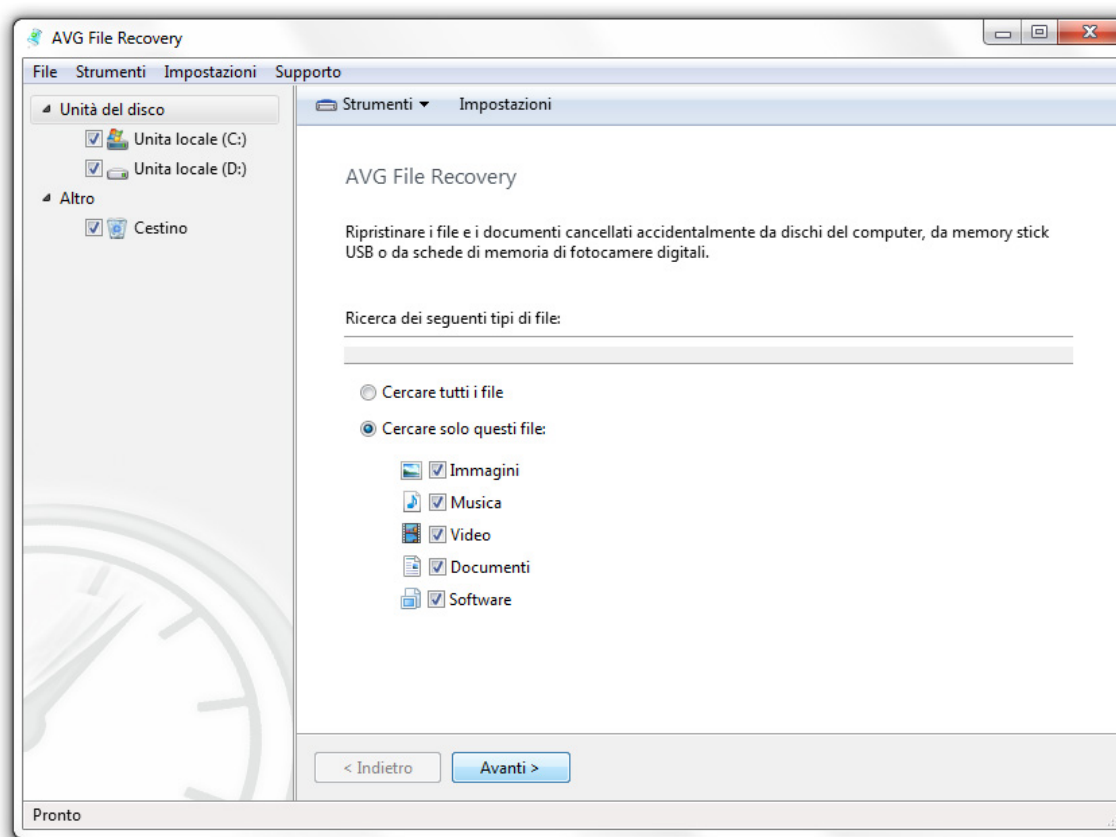 AVG File Recovery
File Strumenti Impostazioni Supporto
Unità del disco
Unita locale (C:)
Unita locale (D:)
Altro
Cestino
Strumenti Impostazioni
AVG File Recovery
Ripristinare i file e i documenti cancellati accidentalmente da dischi del computer, da memory stick
USB o da schede di memoria di fotocamere digitali.
Ricerca dei seguenti tipi di file:
Cercare tutti i file
Cercare solo questi file:
Immagini
Musica
Video
Documenti
Software
< Indietro Avanti >
Pronto